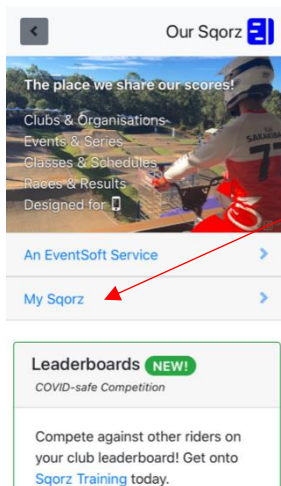 Our Sqorz
The place we share our scores!
Clubs & Organisations
Events & Series
Classes & Schedules
Races & Results
Designed for
SAKAKIBA
7
An EventSoft Service
My Sqorz
Leaderboards NEW!
COVID-safe Competition
Compete against other riders on
your club leaderboard! Get onto
Sqorz Training today.